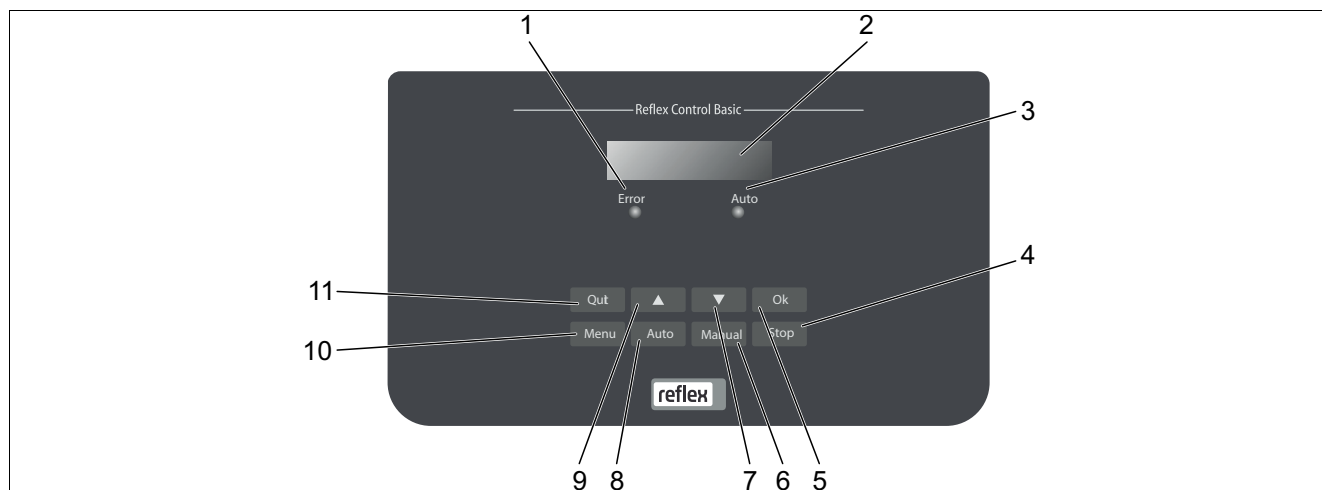 1 2
Reflex Control Basic
3
Error Auto
4
11 Qut ▲ ▼ Ok
10 Menu Auto Manual Stop
reflex
9 8 7 6 5